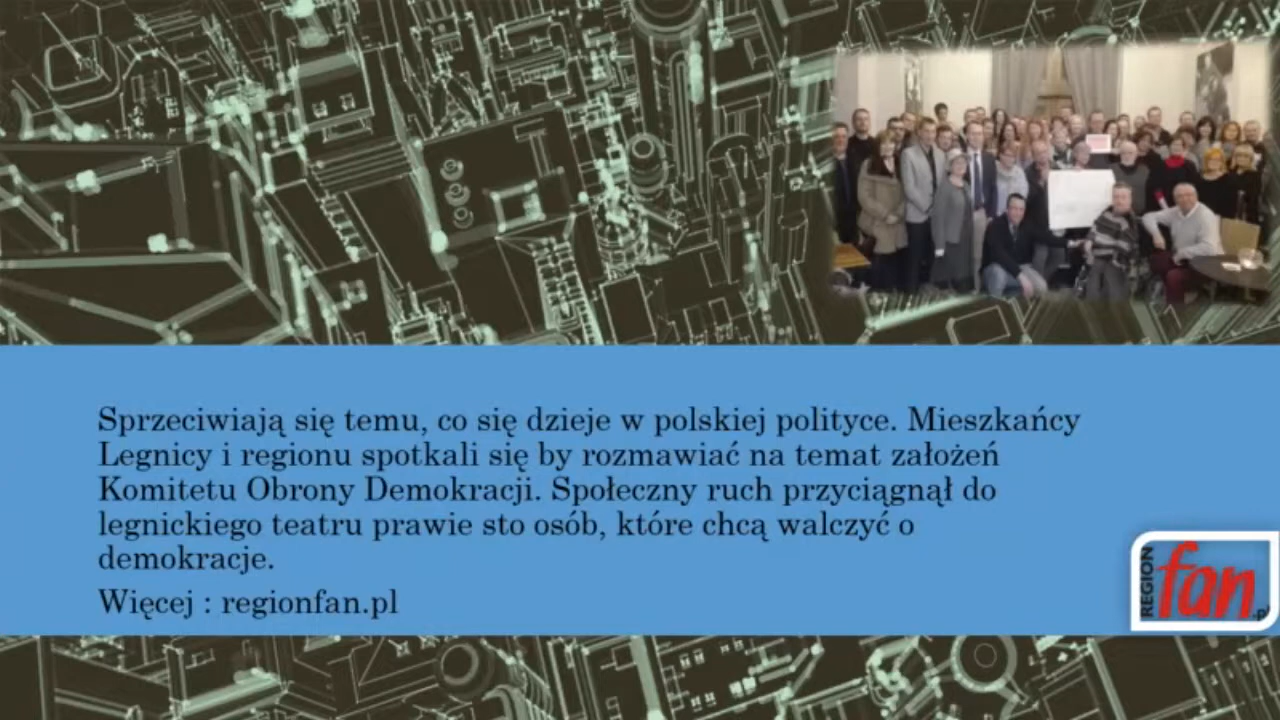 Sprzeciwiają się temu, co się dzieje w polskiej polityce. Mieszkańcy
Legnicy i regionu spotkali się by rozmawiać na temat założeń
Komitetu Obrony Demokracji. Społeczny ruch przyciągnął do
legnickiego teatru prawie sto osób, które chcą walczyć o
demokracje.
Więcej : regionfan.pl
REGION
fan
.pl